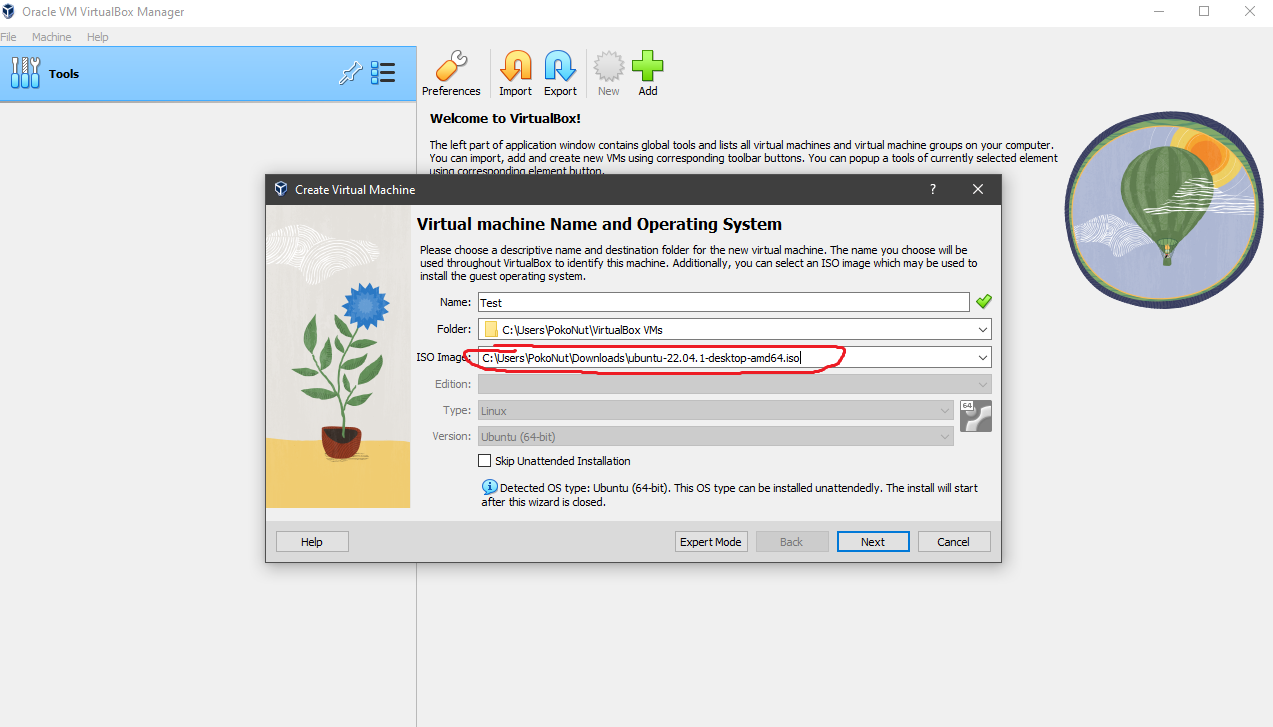 Oracle VM VirtualBox Manager
File Machine Help
Tools
Preferences Import Export New Add
Welcome to VirtualBox!
The left part of application window contains global tools and lists all virtual machines and virtual machine groups on your computer.
You can import, add and create new VMs using corresponding toolbar buttons. You can popup a tools of currently selected element
using corresponding element button.
Create Virtual Machine ?
Virtual machine Name and Operating System
Please choose a descriptive name and destination folder for the new virtual machine. The name you choose will be
used throughout VirtualBox to identify this machine. Additionally, you can select an ISO image which may be used to
install the guest operating system.
Name: Test
Folder: C:\Users\PokoNut\VirtualBox VMs
ISO Image: C:\Users\PokoNut\Downloads\ubuntu-22.04.1-desktop-amd64.iso
Edition:
Type: Linux
64
Version: Ubuntu (64-bit)
Skip Unattended Installation
Detected OS type: Ubuntu (64-bit). This OS type can be installed unattendedly. The install will start
after this wizard is closed.
Help Expert Mode Back Next Cancel